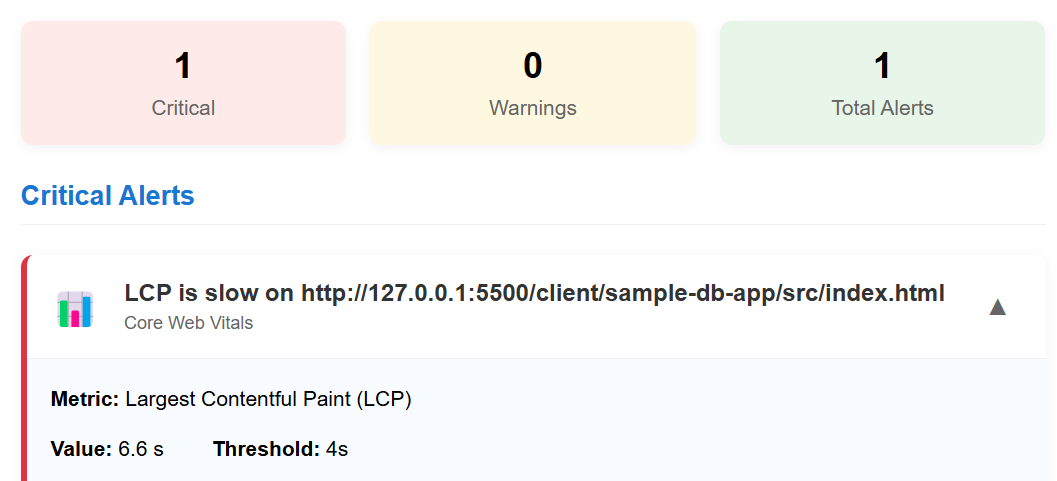 1
Critical
0
Warnings
1
Total Alerts
Critical Alerts
LCP is slow on http://127.0.0.1:5500/client/sample-db-app/src/index.html
Core Web Vitals
▲
Metric: Largest Contentful Paint (LCP)
Value: 6.6 s Threshold: 4s